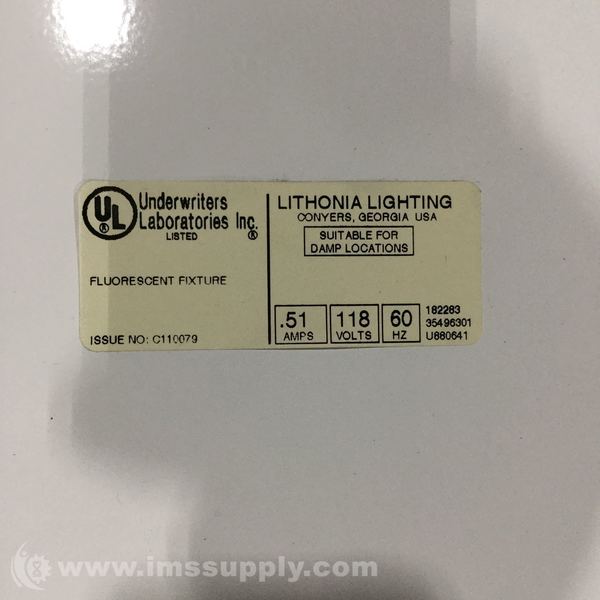 UL
®
Underwriters
Laboratories Inc.
LISTED ®
FLUORESCENT FIXTURE
ISSUE NO: C110079
LITHONIA LIGHTING
CONYERS, GEORGIA USA
SUITABLE FOR
DAMP LOCATIONS
.51
AMPS
118
VOLTS
60
HZ
182283
35496301
U880641
www.imssupply.com